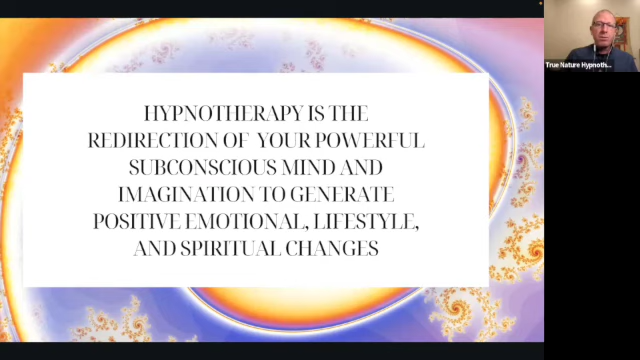 HYPNOTHERAPY IS THE
REDIRECTION OF YOUR POWERFUL
SUBCONSCIOUS MIND AND
IMAGINATION TO GENERATE
POSITIVE EMOTIONAL, LIFESTYLE,
AND SPIRITUAL CHANGES
True Nature Hypnoth...